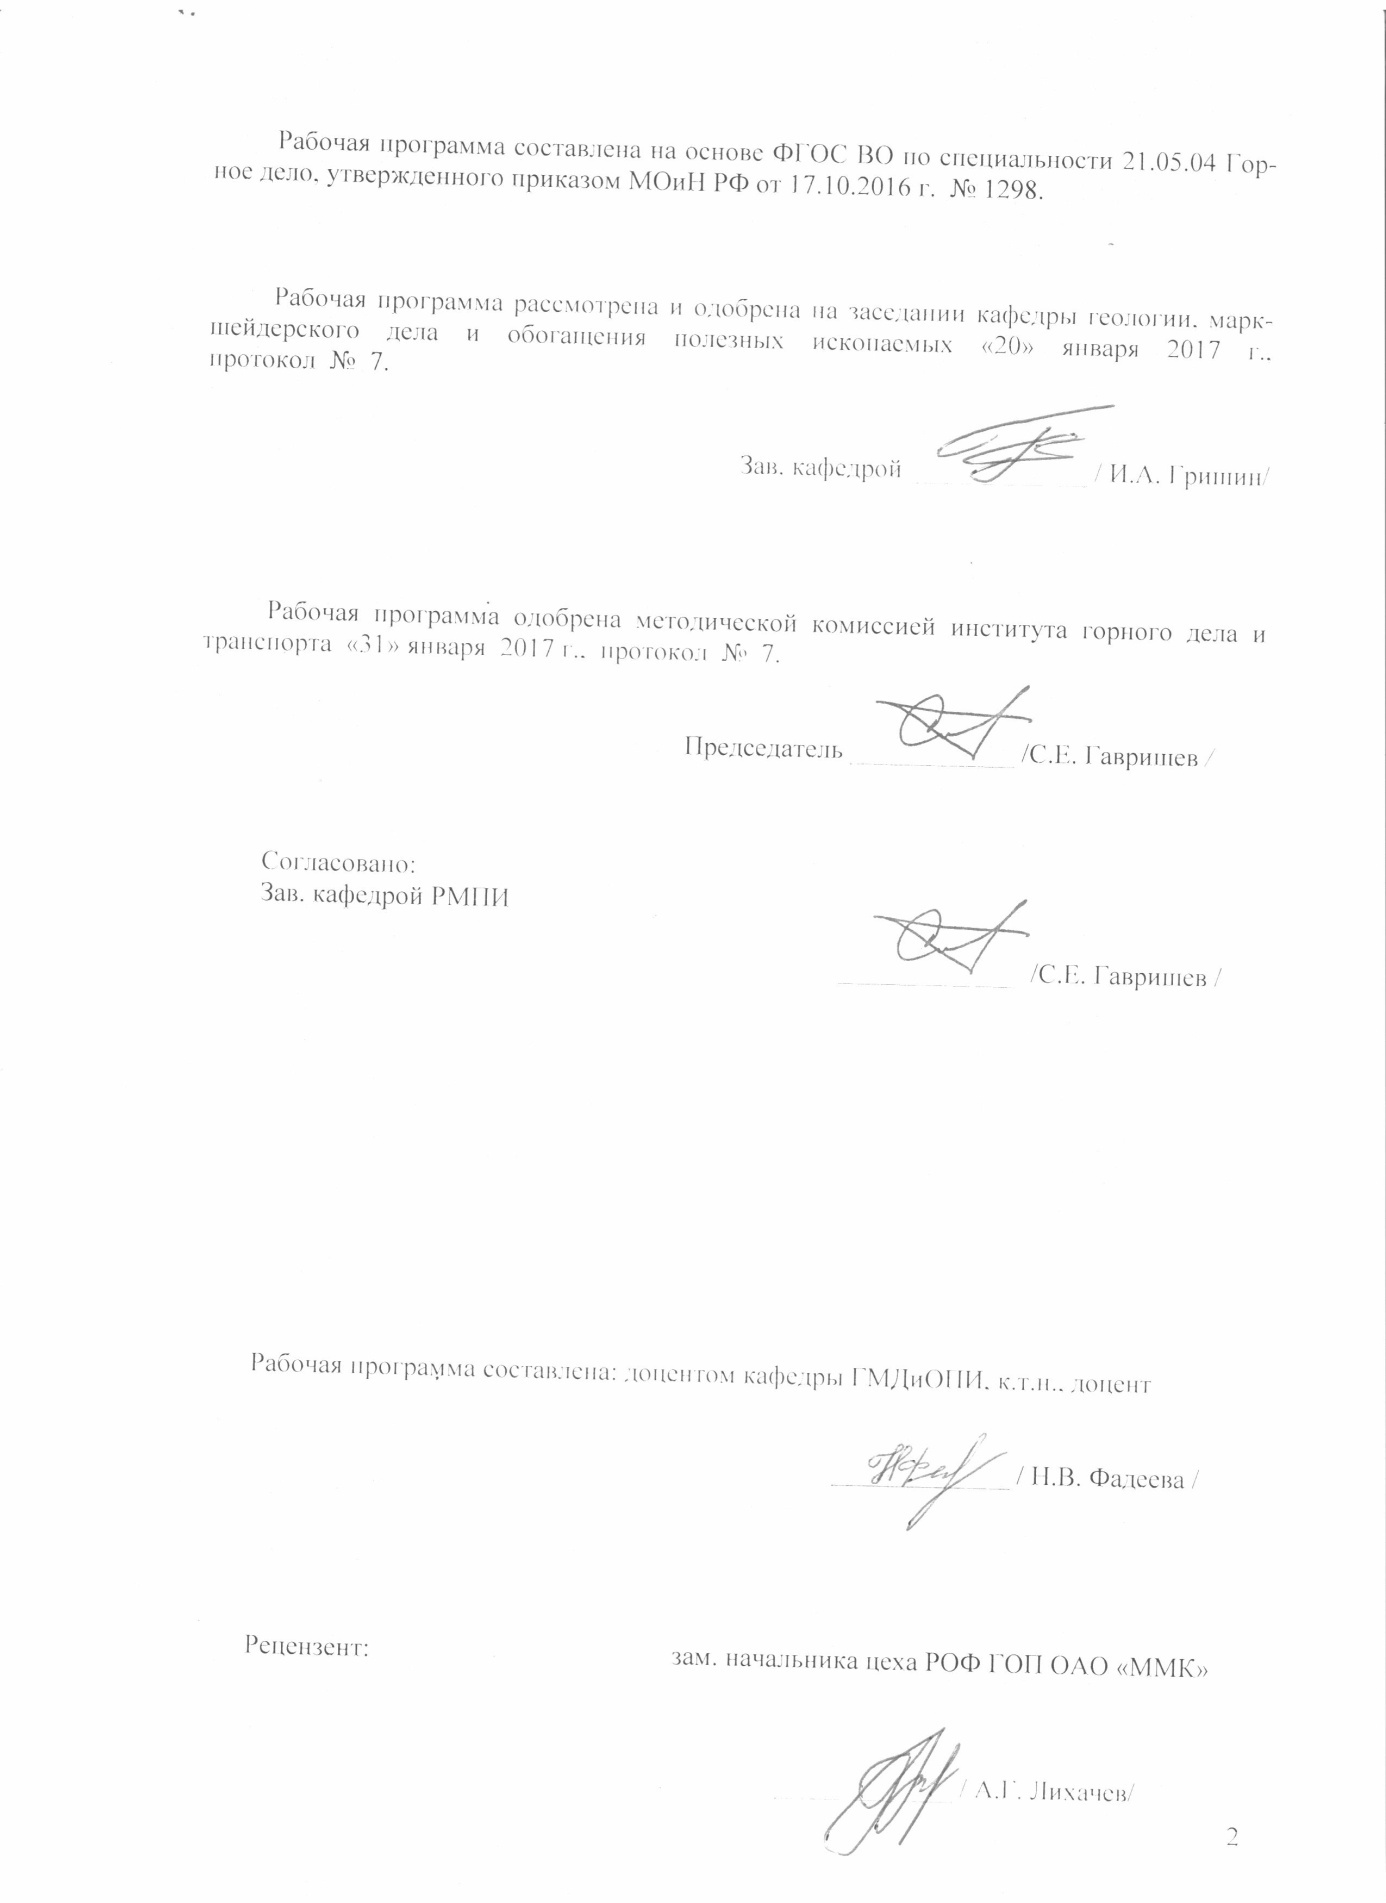 Рабочая программа составлена на основе ФГОС ВО по специальности 21.05.04 Гор-
ное дело, утвержденного приказом МОиН РФ от 17.10.2016 г. № 1298.
Рабочая программа рассмотрена и одобрена на заседании кафедры геологии, марк-
шейдерского дела и обогащения полезных ископаемых «20» января 2017 г.,
протокол № 7.
Зав. кафедрой / И.А. Гришин/
Рабочая программа одобрена методической комиссией института горного дела и
транспорта «31» января 2017 г., протокол № 7.
Председатель /С.Е. Гавришев /
Согласовано:
Зав. кафедрой РМПИ
/С.Е. Гавришев /
Рабочая программа составлена: доцентом кафедры ГМДиОПИ, к.т.н., доцент
/ Н.В. Фадеева /
Рецензент: зам. начальника цеха РОФ ГОП ОАО «ММК»
/ А.Г. Лихачев/
2